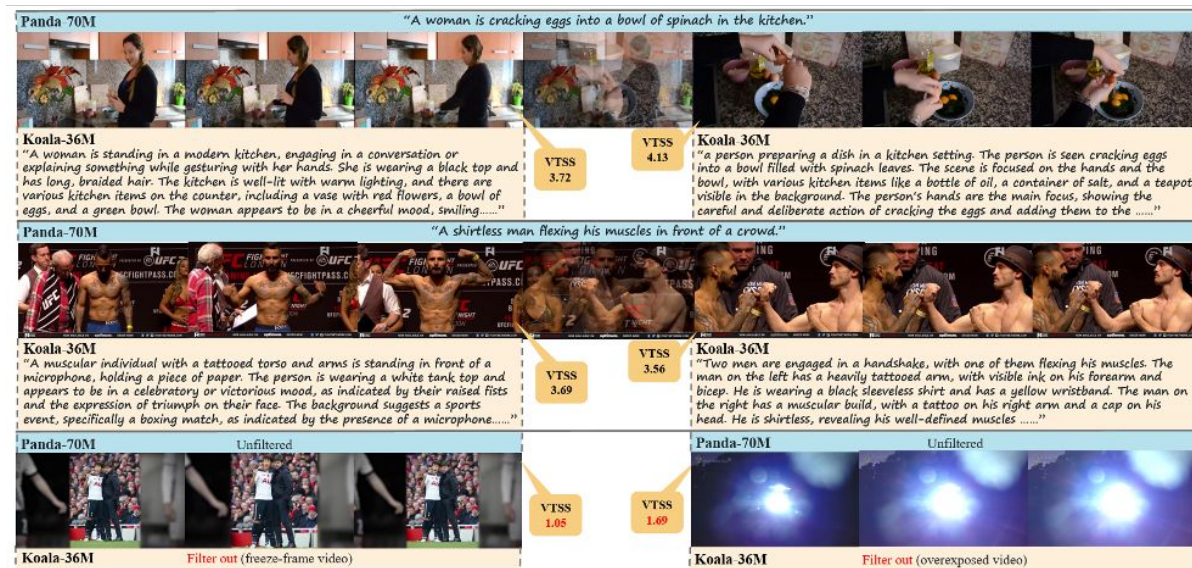 Panda-70M
"A woman is cracking eggs into a bowl of spinach in the kitchen."
Koala-36M
"A woman is standing in a modern kitchen, engaging in a conversation or
explaining something while gesturing with her hands. She is wearing a black top and
has long, braided hair. The kitchen is well-lit with warm lighting, and there are
various kitchen items on the counter, including a vase with red flowers, a bowl of
eggs, and a green bowl. The woman appears to be in a cheerful mood, smiling......"
VTSS
3.72
VTSS
4.13
Koala-36M
"a person preparing a dish in a kitchen setting. The person is seen cracking eggs
into a bowl filled with spinach leaves. The scene is focused on the hands and the
bowl, with various kitchen items like a bottle of oil, a container of salt, and a teapot
visible in the background. The person's hands are the main focus, showing the
careful and deliberate action of cracking the eggs and adding them to the ......"
Panda-70M
"A shirtless man flexing his muscles in front of a crowd."
Koala-36M
"A muscular individual with a tattooed torso and arms is standing in front of a
microphone, holding a piece of paper. The person is wearing a white tank top and
appears to be in a celebratory or victorious mood, as indicated by their raised fists
and the expression of triumph on their face. The background suggests a sports
event, specifically a boxing match, as indicated by the presence of a microphone......"
VTSS
3.69
VTSS
3.56
Koala-36M
"Two men are engaged in a handshake, with one of them flexing his muscles. The
man on the left has a heavily tattooed arm, with visible ink on his forearm and
bicep. He is wearing a black sleeveless shirt and has a yellow wristband. The man on
the right has a muscular build, with a tattoo on his right arm and a cap on his
head. He is shirtless, revealing his well-defined muscles ......"
Panda-70M
Unfiltered
VTSS
1.05
Koala-36M
Filter out (freeze-frame video)
Panda-70M
Unfiltered
VTSS
1.69
Koala-36M
Filter out (overexposed video)